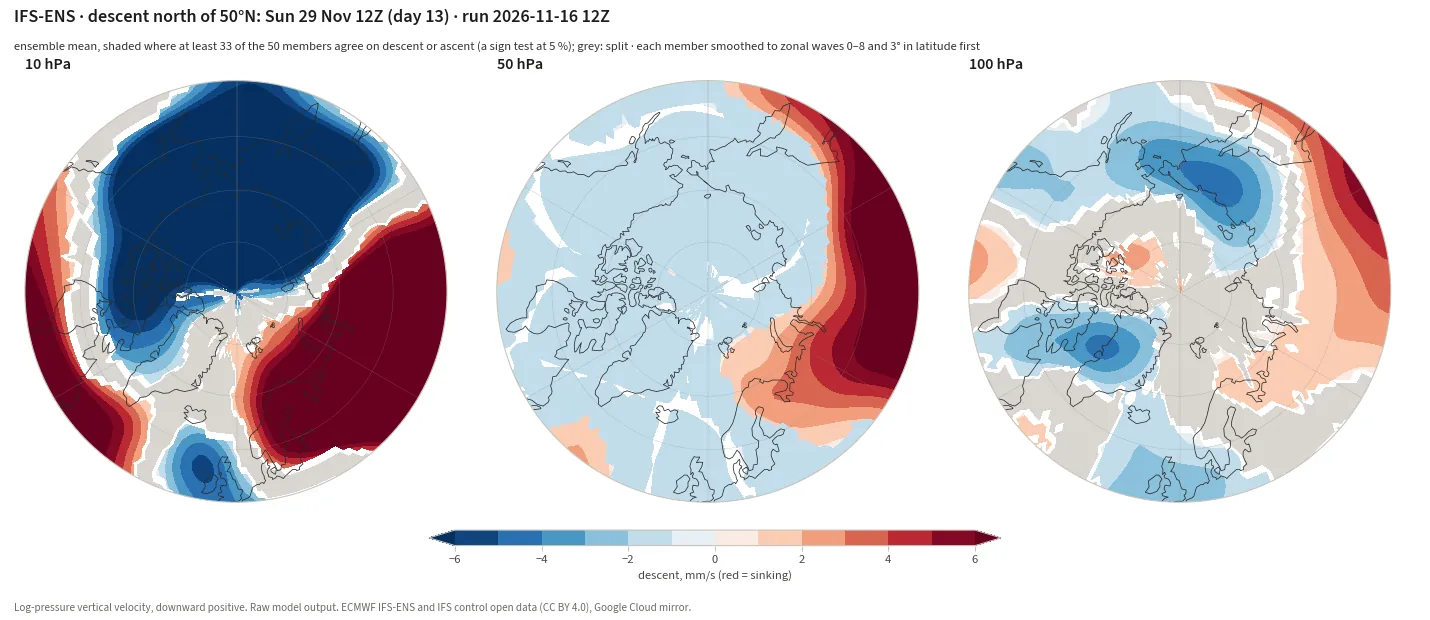 IFS-ENS · descent north of 50°N: Sun 29 Nov 12Z (day 13) · run 2026-11-16 12Z
ensemble mean, shaded where at least 33 of the 50 members agree on descent or ascent (a sign test at 5 %); grey: split · each member smoothed to zonal waves 0–8 and 3° in latitude first
10 hPa
50 hPa
100 hPa
−6 −4 −2 0 2 4 6
descent, mm/s (red = sinking)
Log-pressure vertical velocity, downward positive. Raw model output. ECMWF IFS-ENS and IFS control open data (CC BY 4.0), Google Cloud mirror.